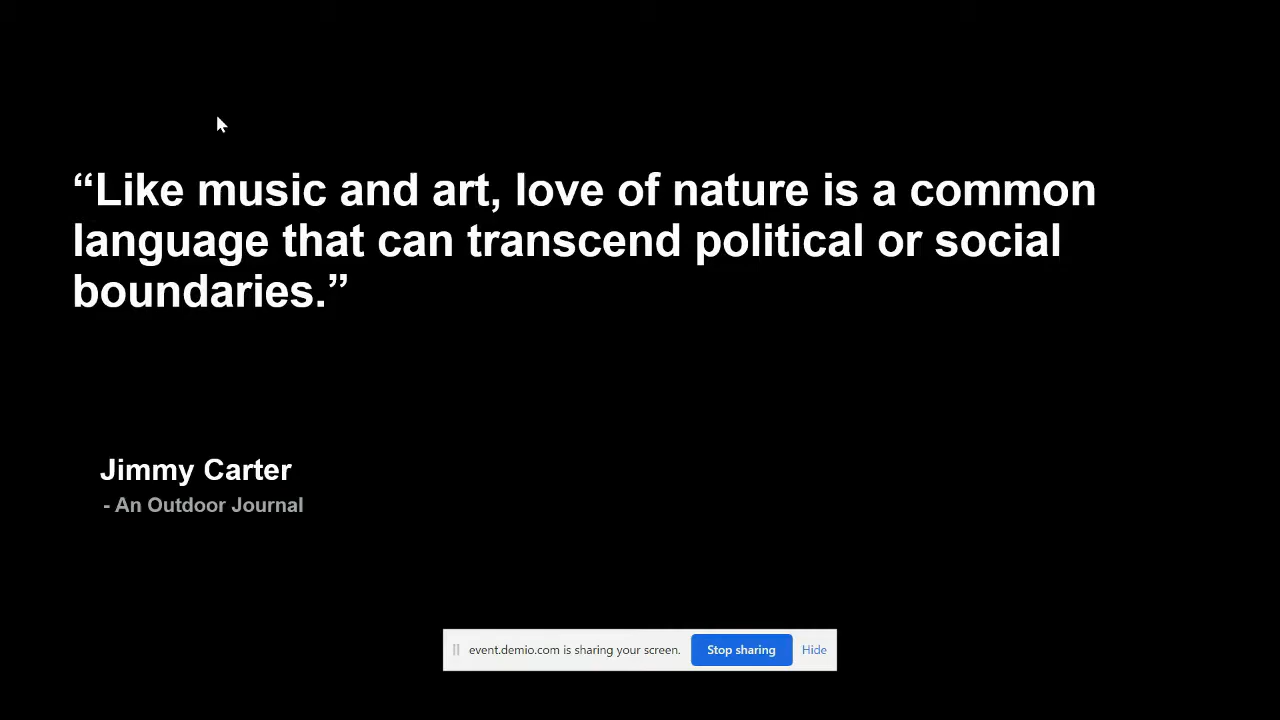 “Like music and art, love of nature is a common
language that can transcend political or social
boundaries.”
Jimmy Carter
- An Outdoor Journal
event.demio.com is sharing your screen. Stop sharing Hide